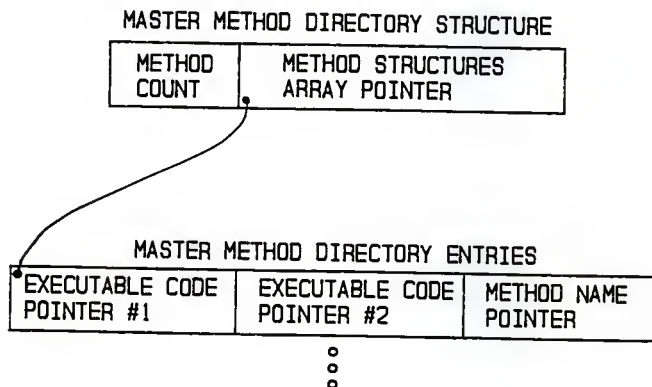 MASTER METHOD DIRECTORY STRUCTURE
METHOD COUNT
METHOD STRUCTURES ARRAY POINTER
MASTER METHOD DIRECTORY ENTRIES
EXECUTABLE CODE POINTER #1
EXECUTABLE CODE POINTER #2
METHOD NAME POINTER